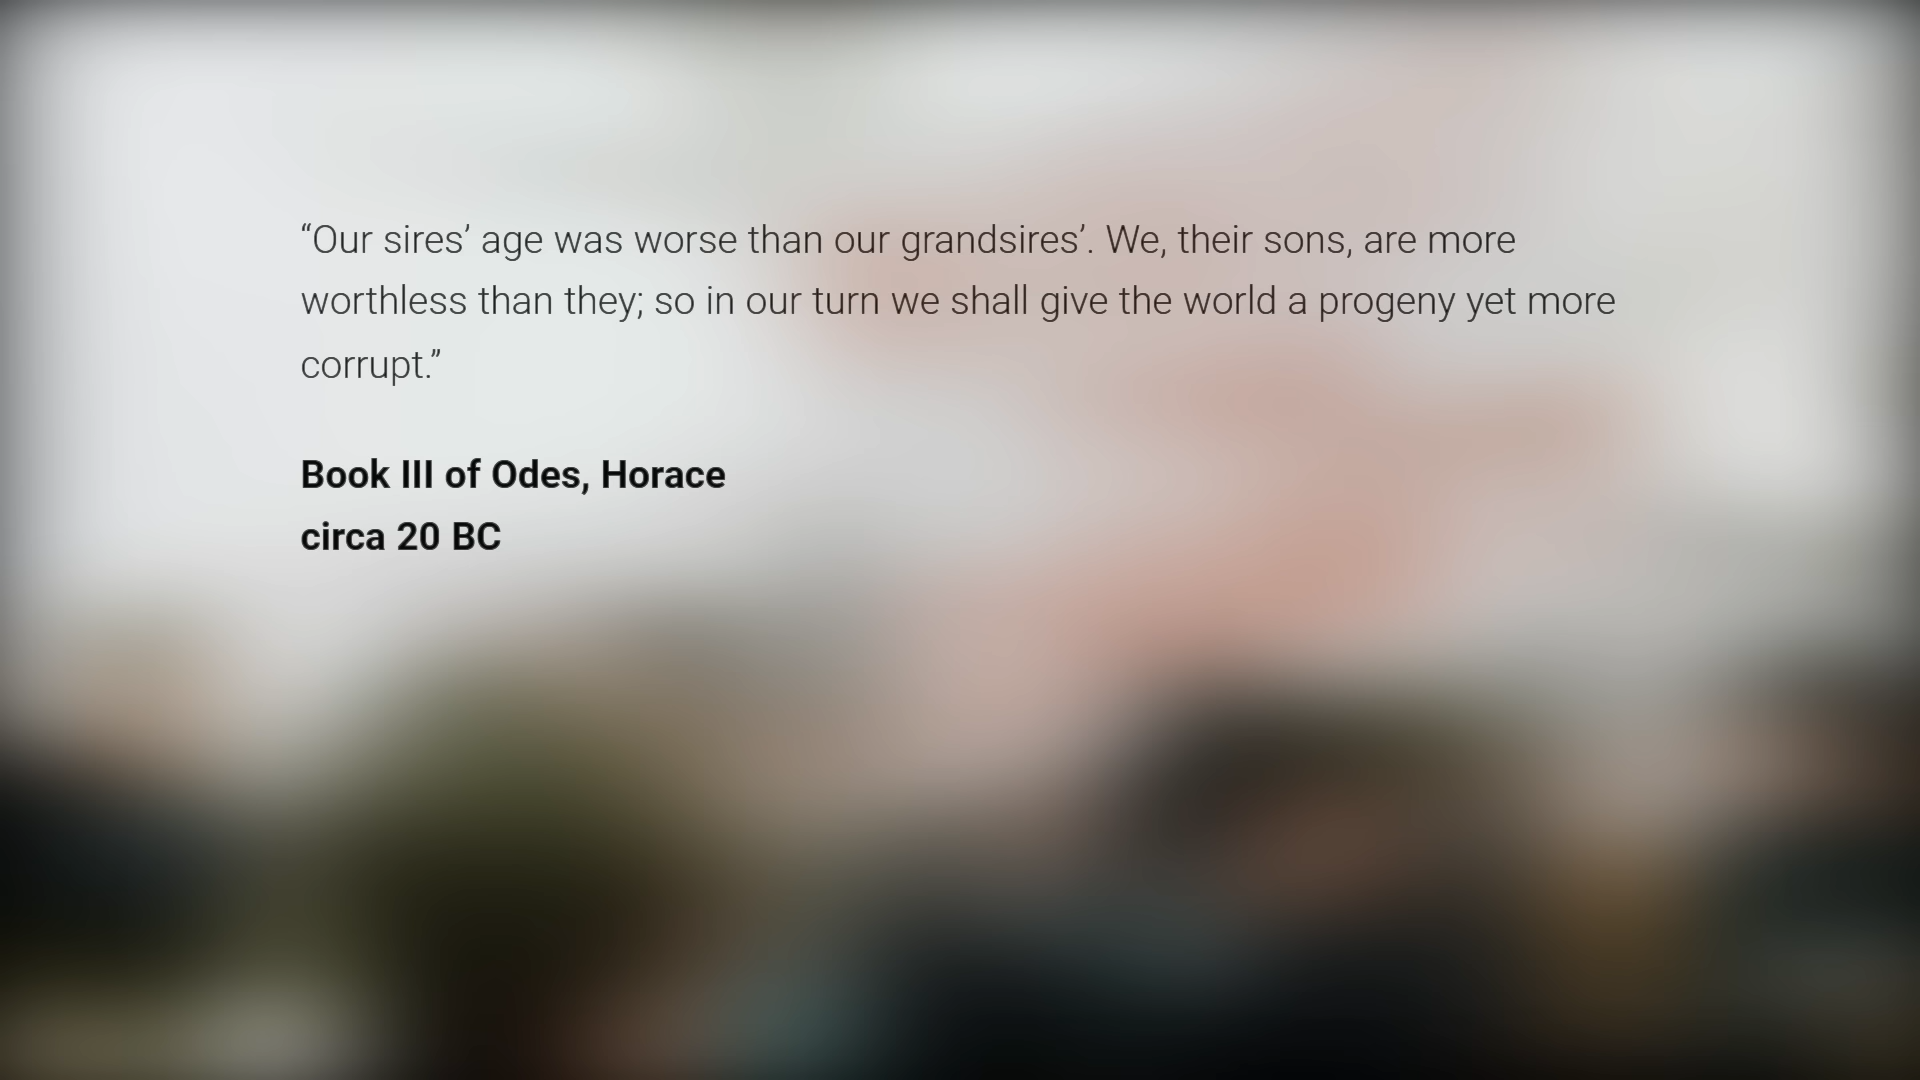 “Our sires’ age was worse than our grandsires’. We, their sons, are more
worthless than they; so in our turn we shall give the world a progeny yet more
corrupt.”
Book III of Odes, Horace
circa 20 BC